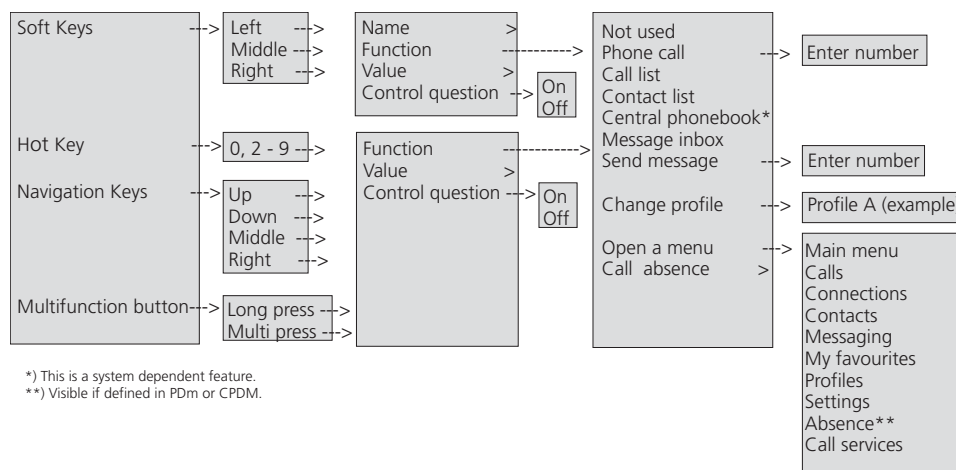 Soft Keys ---> Left --->
Middle --->
Right --->
Name >
Function ----------->
Value >
Control question --> On
Off
Not used
Phone call ---> Enter number
Call list
Contact list
Central phonebook*
Message inbox
Send message ---> Enter number
Change profile ---> Profile A (example
Open a menu --->
Call absence >
Hot Key ---> 0, 2 - 9 --->
Function ----------->
Value >
Control question ---> On
Off
Navigation Keys ---> Up --->
Down --->
Middle --->
Right --->
Multifunction button---> Long press --->
Multi press --->
Main menu
Calls
Connections
Contacts
Messaging
My favourites
Profiles
Settings
Absence**
Call services
*) This is a system dependent feature.
**) Visible if defined in PDm or CPDM.